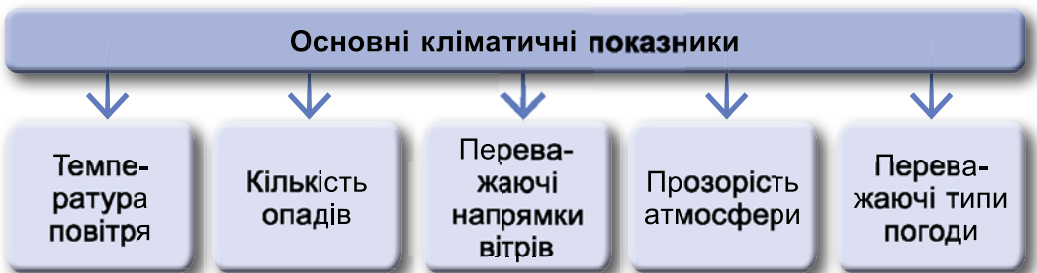 Основні кліматичні показники
Темпе-
ратура
повітря
Кількість
опадів
Перева-
жаючі
напрямки
вітрів
Прозорість
атмосфери
Перева-
жаючі типи
погоди